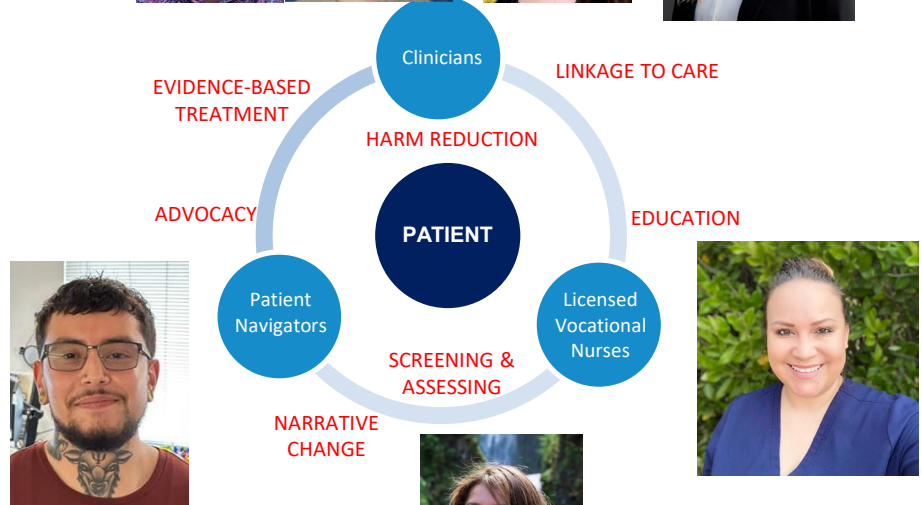 Clinicians
LINKAGE TO CARE
EVIDENCE-BASED
TREATMENT
HARM REDUCTION
ADVOCACY
PATIENT
EDUCATION
Patient
Navigators
Licensed
Vocational
Nurses
SCREENING &
ASSESSING
NARRATIVE
CHANGE